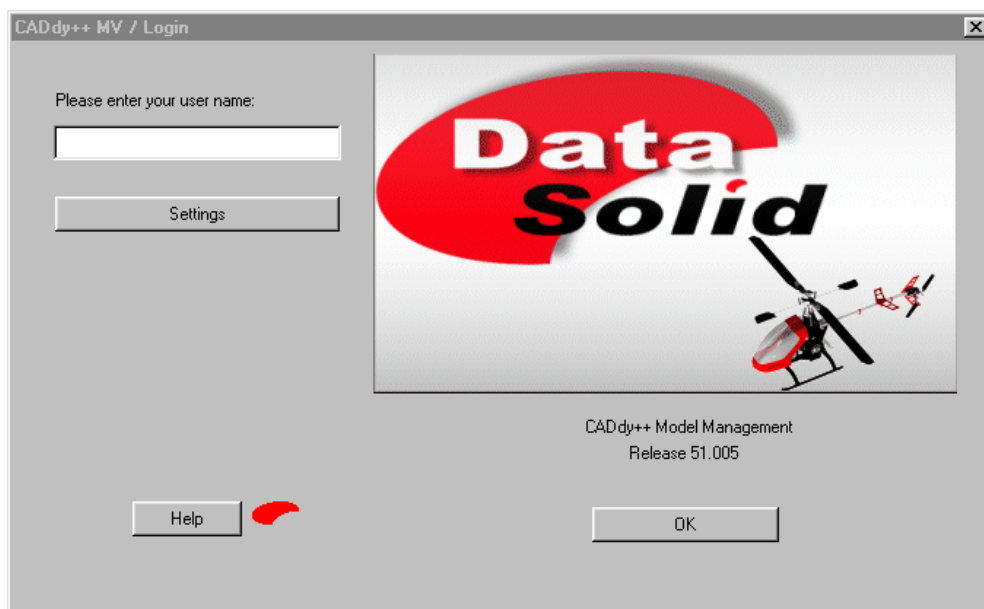 CADdy++ MV / Login
Please enter your user name:
Settings
Data
Solid
CADdy++ Model Management
Release 51.005
Help
OK